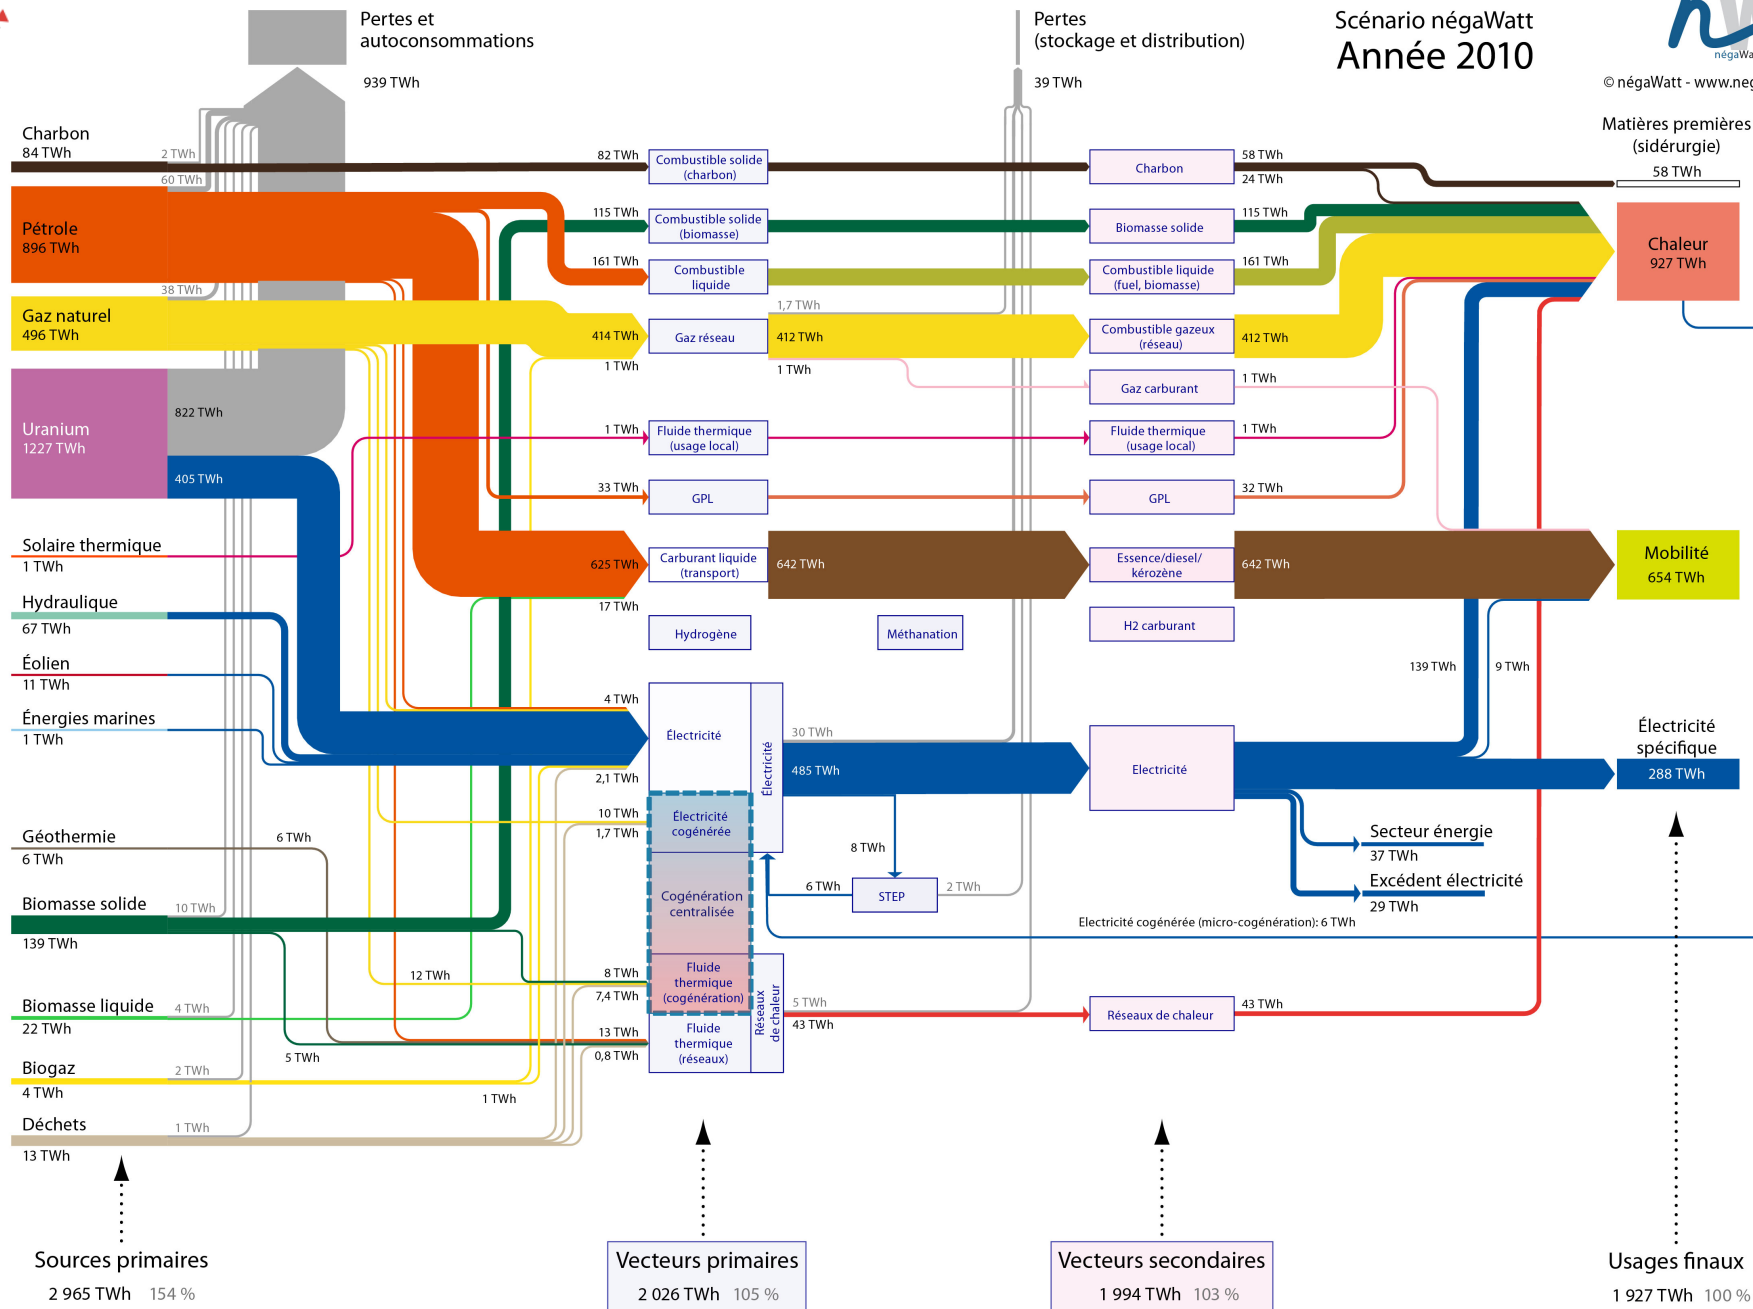 Pertes et
autoconsommations
939 TWh
Pertes
(stockage et distribution)
39 TWh
Scénario négaWatt
Année 2010
© négaWatt - www.neg
Matières premières
(sidérurgie)
58 TWh
Charbon
84 TWh
2 TWh
60 TWh
82 TWh
Combustible solide
(charbon)
Charbon
58 TWh
24 TWh
Pétrole
896 TWh
38 TWh
115 TWh
Combustible solide
(biomasse)
Biomasse solide
115 TWh
Chaleur
927 TWh
161 TWh
Combustible
liquide
Combustible liquide
(fuel, biomasse)
161 TWh
Gaz naturel
496 TWh
414 TWh
1 TWh
Gaz réseau
1,7 TWh
412 TWh
1 TWh
Combustible gazeux
(réseau)
412 TWh
Gaz carburant
1 TWh
Uranium
1227 TWh
822 TWh
405 TWh
1 TWh
Fluide thermique
(usage local)
Fluide thermique
(usage local)
1 TWh
33 TWh
GPL
GPL
32 TWh
Solaire thermique
1 TWh
625 TWh
17 TWh
Carburant liquide
(transport)
642 TWh
Essence/diesel/
kérozène
642 TWh
Mobilité
654 TWh
Hydraulique
67 TWh
Hydrogène
Méthanation
H2 carburant
Éolien
11 TWh
139 TWh
9 TWh
Énergies marines
1 TWh
4 TWh
2,1 TWh
Électricité
Électricité
30 TWh
485 TWh
Electricité
Électricité
spécifique
288 TWh
10 TWh
1,7 TWh
Électricité
cogénérée
8 TWh
6 TWh
STEP
2 TWh
Secteur énergie
37 TWh
Excédent électricité
29 TWh
Géothermie
6 TWh
6 TWh
Cogénération
centralisée
Electricité cogénérée (micro-cogénération): 6 TWh
Biomasse solide
139 TWh
10 TWh
12 TWh
8 TWh
7,4 TWh
Fluide
thermique
(cogénération)
Réseaux
de chaleur
5 TWh
43 TWh
Réseaux de chaleur
43 TWh
Biomasse liquide
22 TWh
4 TWh
13 TWh
0,8 TWh
Fluide
thermique
(réseaux)
5 TWh
Biogaz
4 TWh
2 TWh
1 TWh
Déchets
13 TWh
1 TWh
Sources primaires
2 965 TWh 154 %
Vecteurs primaires
2 026 TWh 105 %
Vecteurs secondaires
1 994 TWh 103 %
Usages finaux
1 927 TWh 100 %